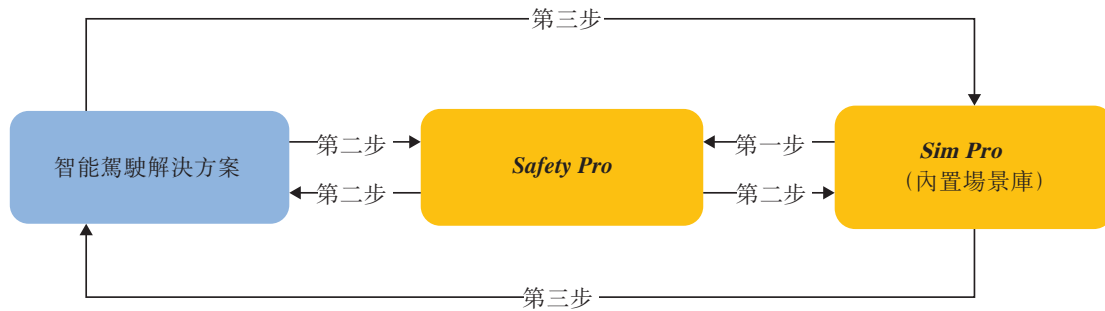 第三步
智能駕駛解決方案
第二步
第二步
Safety Pro
第一步
第二步
Sim Pro
（內置場景庫）
第三步